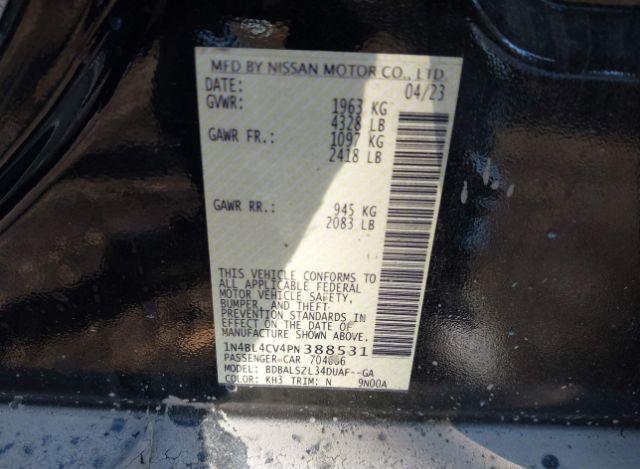 MFD BY NISSAN MOTOR CO., LTD.
DATE: 04/23
GVWR: 1963 KG
4328 LB
GAWR FR.: 1097 KG
2418 LB
GAWR RR.: 945 KG
2083 LB
THIS VEHICLE CONFORMS TO
ALL APPLICABLE FEDERAL
MOTOR VEHICLE SAFETY,
BUMPER, AND THEFT
PREVENTION STANDARDS IN
EFFECT ON THE DATE OF
MANUFACTURE SHOWN ABOVE.
1N4BL4CV4PN388531
PASSENGER CAR
MODEL: BDBALSZL34DUAF--GA
COLOR: KH3 TRIM: N 9N00A